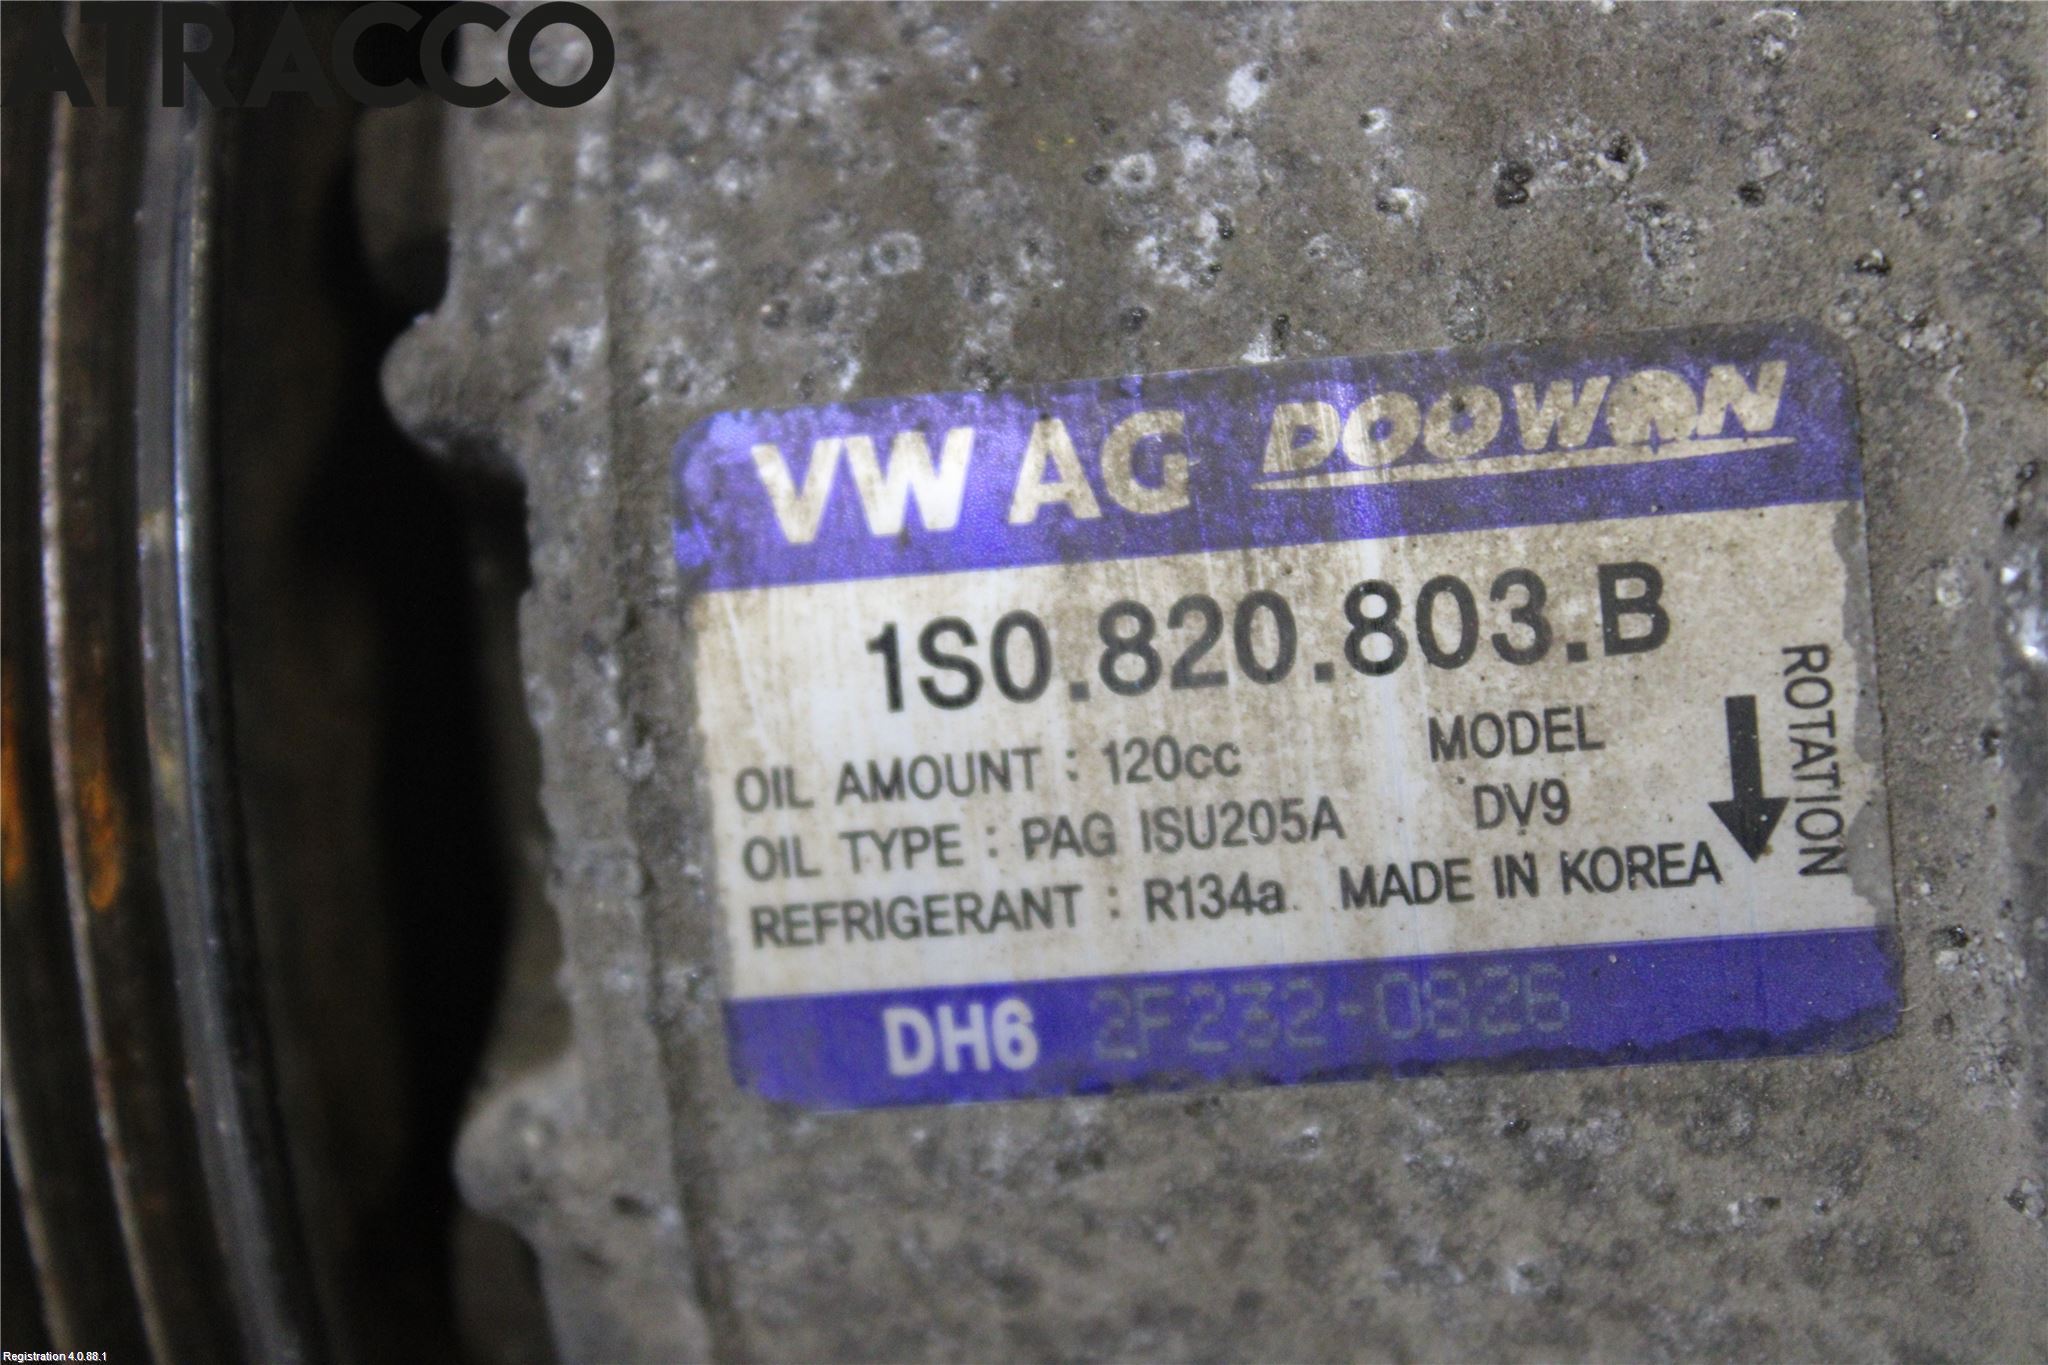 ATRACCO
VW AG DOOWON
1S0.820.803.B
OIL AMOUNT : 120cc
MODEL
DV9
OIL TYPE : PAG ISU205A
REFRIGERANT : R134a MADE IN KOREA
ROTATION
DH6 2F232-0826
Registration 4.0.88.1